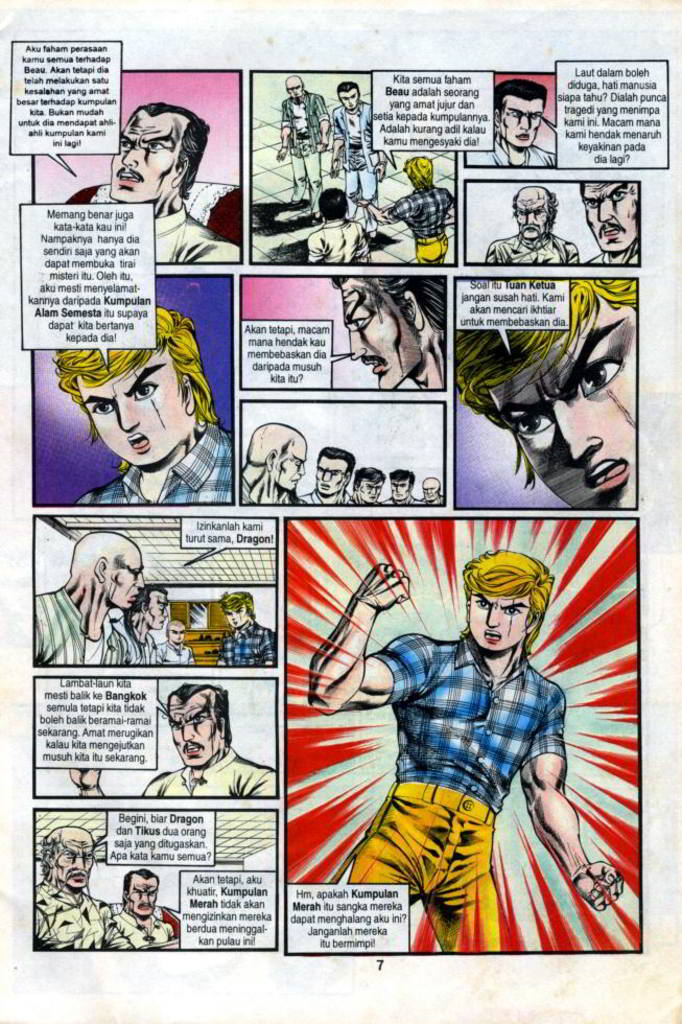 Aku faham perasaan
kamu semua terhadap
Beau. Akan tetapi dia
telah melakukan satu
kesalahan yang amat
besar terhadap kumpulan
kita ini. Bukan mudah
untuk dia mendapat ahli-
ahli kumpulan kami
ini lagi!
Kita semua faham
Beau adalah seorang
yang amat jujur dan
setia kepada kumpulannya.
Adalah kurang adil kalau
kami mengesyaki dia!
Laut dalam boleh
diduga, hati manusia
siapa tahu? Dialah punca
tragedi yang menimpa
kami ini. Macam mana
kami hendak menaruh
keyakinan pada
dia lagi?
Memang benar juga
kata-kata kau ini!
Nampaknya hanya dia
sendiri saja yang akan
dapat membuka tirai
misteri itu. Oleh itu,
aku mesti menyelamat-
kannya daripada Kumpulan
Alam Semesta itu supaya
dapat kita bertanya
kepada dia!
Akan tetapi, macam
mana hendak kau
membebaskan dia
daripada musuh
kita itu?
Soal itu Tuan Ketua
jangan susah hati. Kami
akan mencari ikhtiar
untuk membebaskan dia.
Izinkanlah kami
turut sama, Dragon!
Lambat-laun kita
mesti balik ke Bangkok
semula tetapi kita tidak
boleh balik beramai-ramai
sekarang. Amat merugikan
kalau kita mengejutkan
musuh kita itu sekarang.
Begini, biar Dragon
dan Tikus dua orang
saja yang ditugaskan.
Apa kata kamu semua?
Akan tetapi, aku
khuatir, Kumpulan
Merah tidak akan
mengizinkan mereka
berdua meninggal-
kan pulau ini!
Hm, apakah Kumpulan
Merah itu sangka mereka
dapat menghalang aku ini?
Janganlah mereka
itu bermimpi!
7